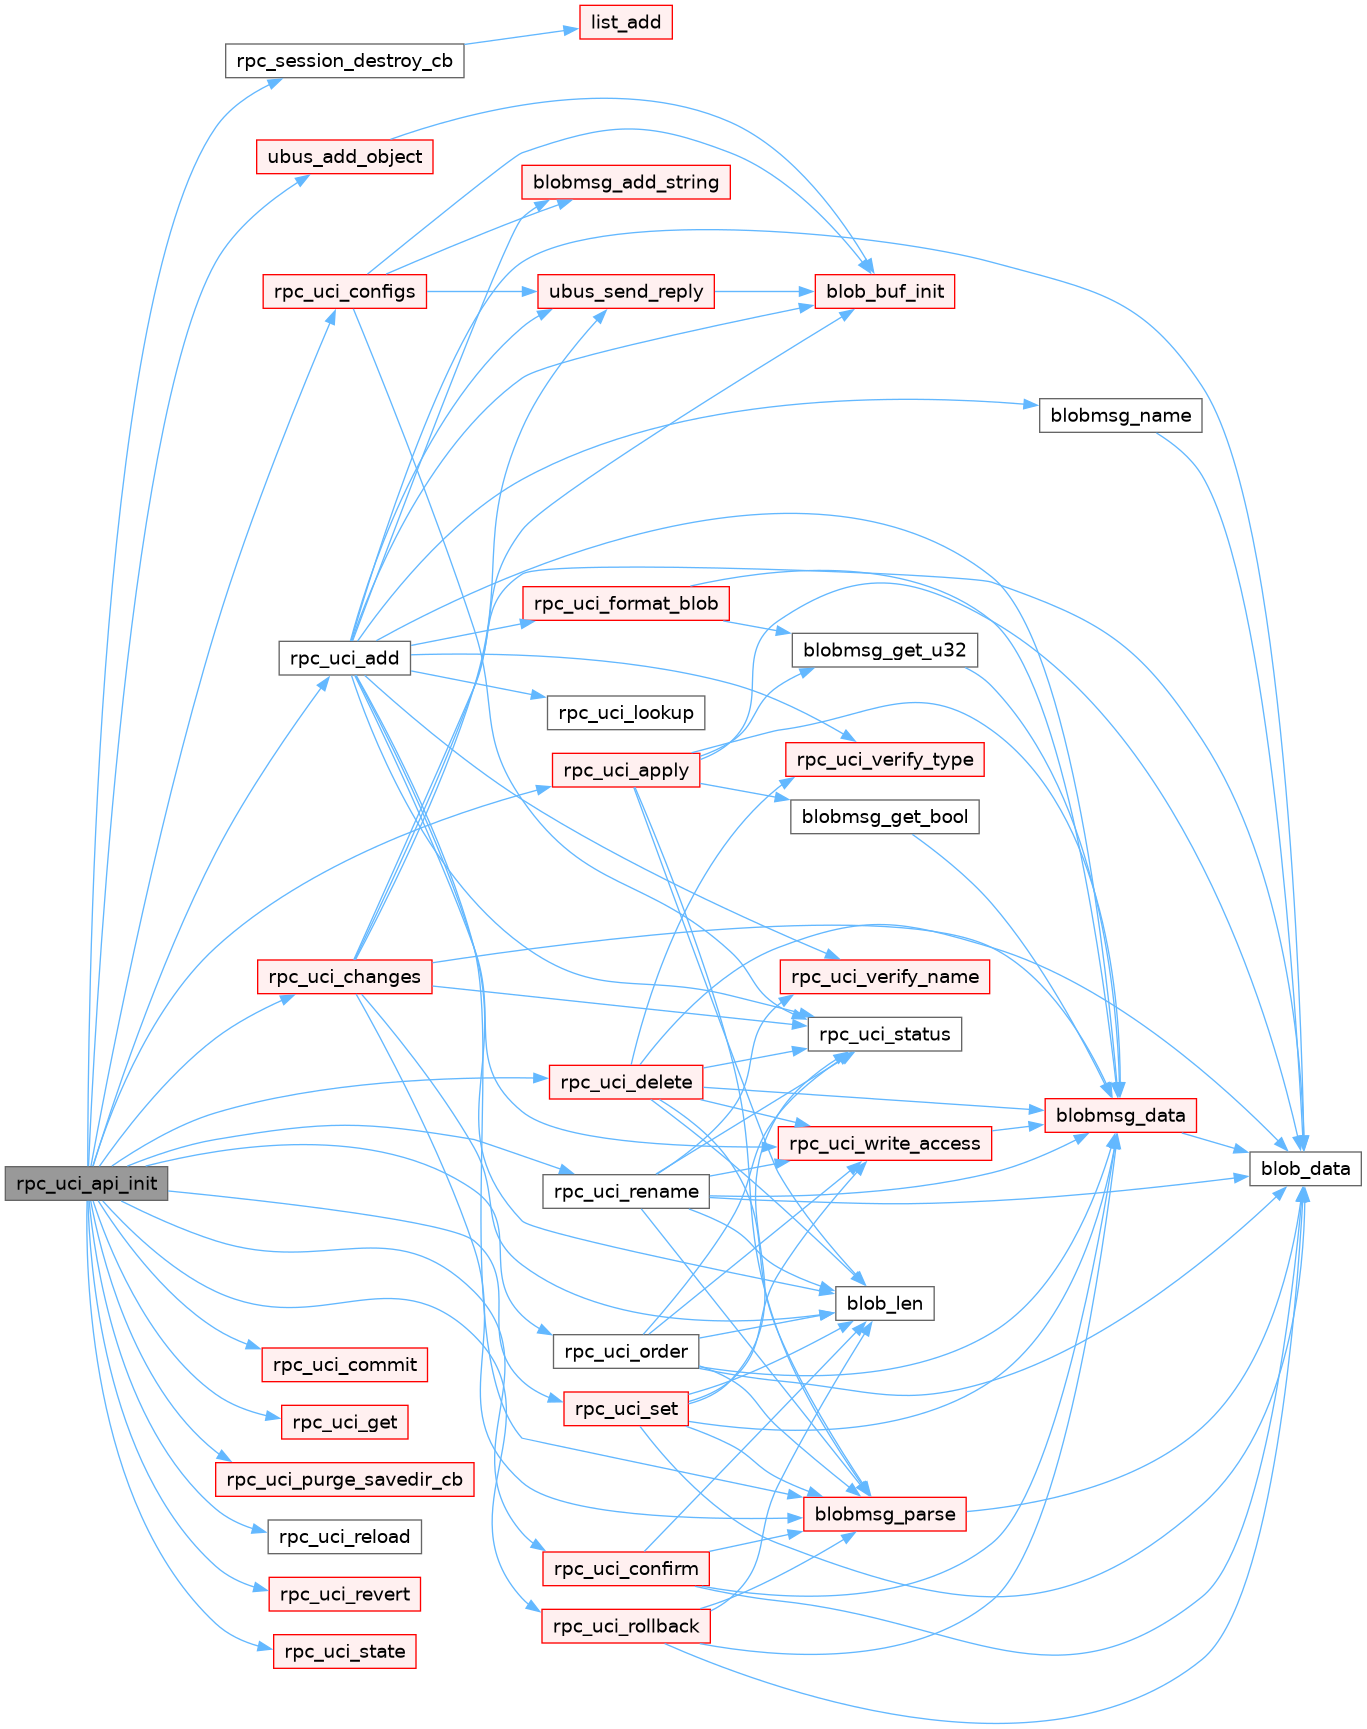 list_add
rpc_session_destroy_cb
ubus_add_object
blobmsg_add_string
rpc_uci_configs
ubus_send_reply
blob_buf_init
blobmsg_name
rpc_uci_format_blob
rpc_uci_add
blobmsg_get_u32
rpc_uci_lookup
rpc_uci_apply
rpc_uci_verify_type
blobmsg_get_bool
rpc_uci_changes
rpc_uci_verify_name
rpc_uci_status
rpc_uci_delete
blobmsg_data
rpc_uci_write_access
blob_data
rpc_uci_api_init
rpc_uci_rename
blob_len
rpc_uci_order
rpc_uci_commit
rpc_uci_set
rpc_uci_get
rpc_uci_purge_savedir_cb
blobmsg_parse
rpc_uci_reload
rpc_uci_confirm
rpc_uci_revert
rpc_uci_rollback
rpc_uci_state